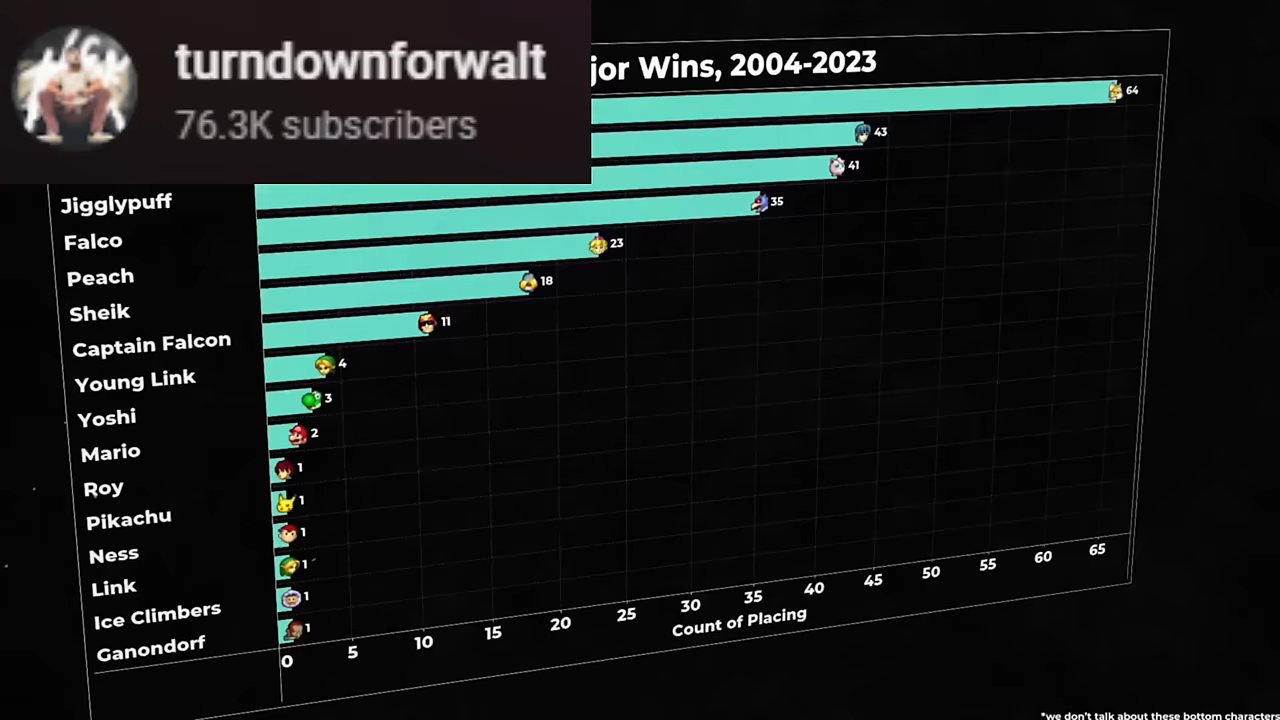 turndownforwalt
76.3K subscribers
jor Wins, 2004-2023
64
43
41
Jigglypuff
35
Falco
23
Peach
18
Sheik
11
Captain Falcon
4
Young Link
3
Yoshi
2
Mario
1
Roy
1
Pikachu
1
Ness
1
Link
1
Ice Climbers
1
Ganondorf
0 5 10 15 20 25 30 35 40 45 50 55 60 65
Count of Placing
*we don't talk about these bottom characters